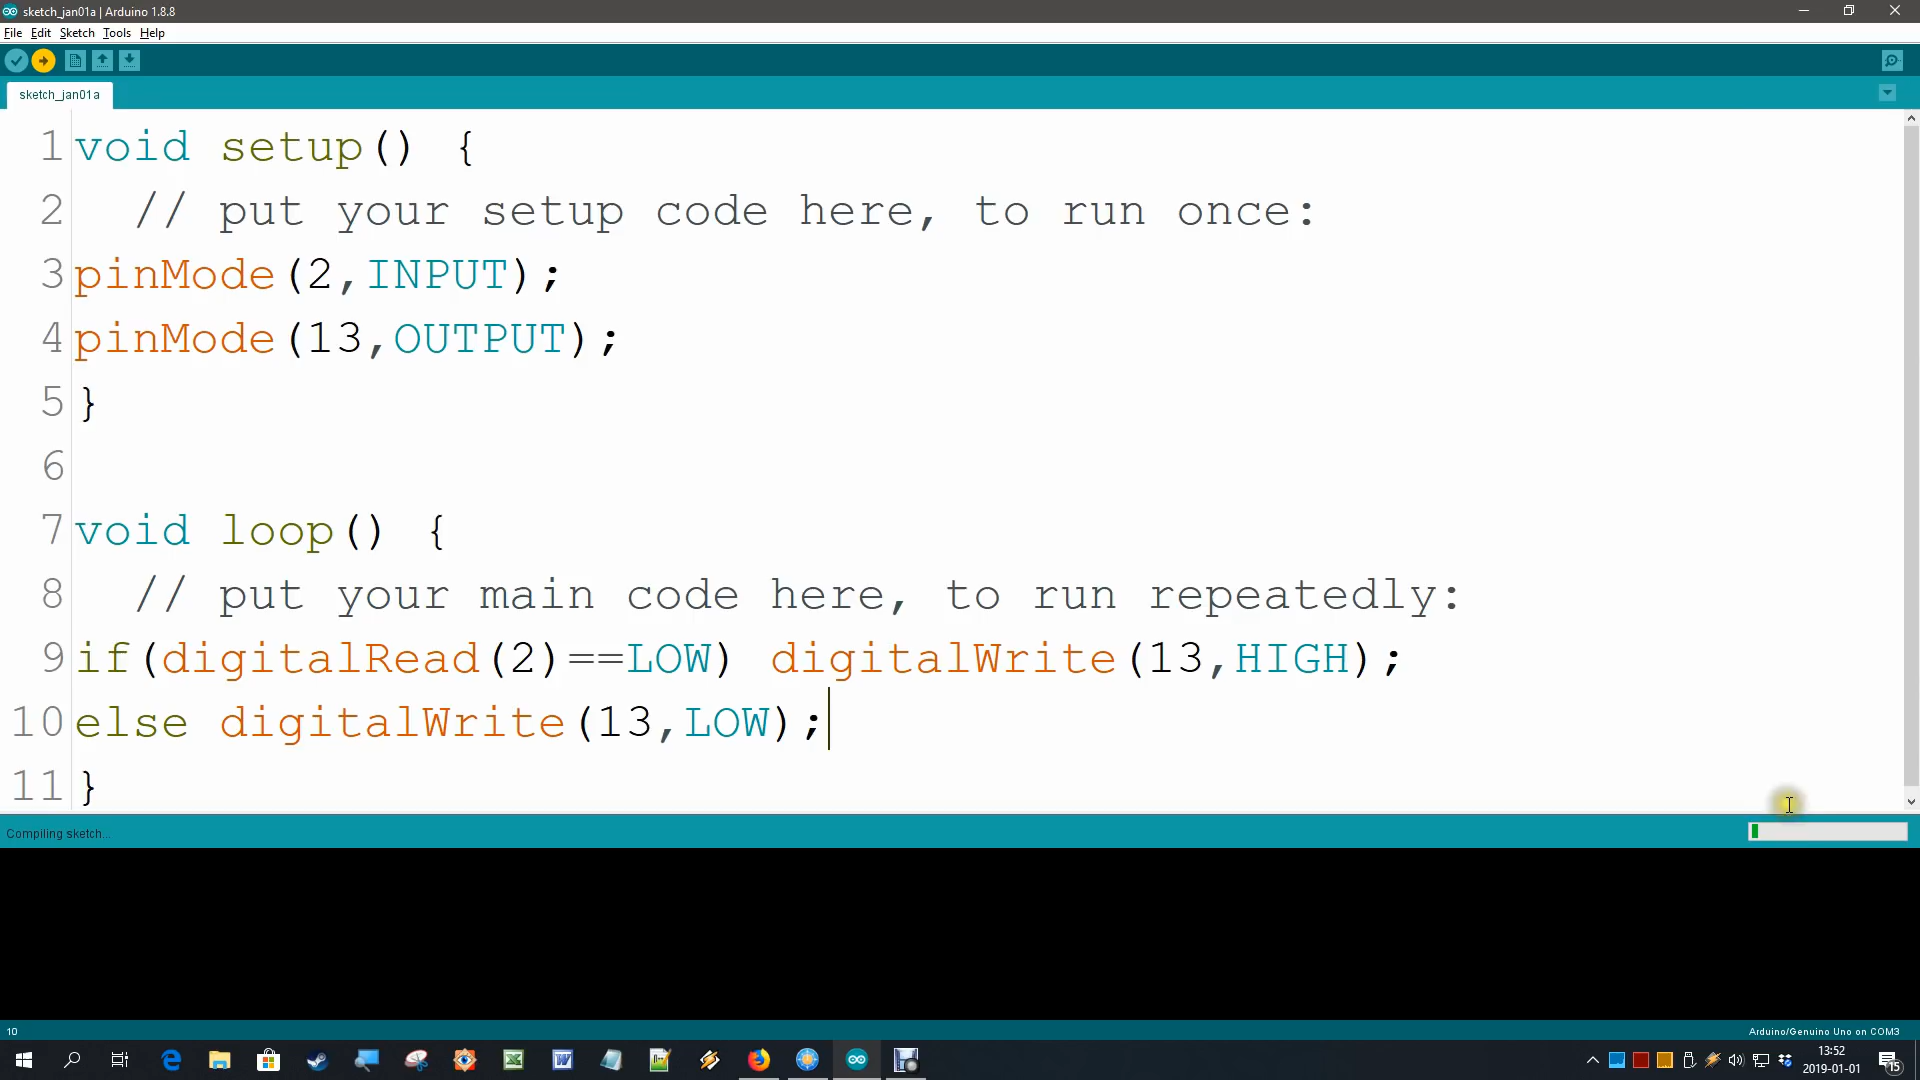 sketch_jan01a | Arduino 1.8.8
File Edit Sketch Tools Help
sketch_jan01a
1 void setup() {
2 // put your setup code here, to run once:
3 pinMode(2,INPUT);
4 pinMode(13,OUTPUT);
5 }
6
7 void loop() {
8 // put your main code here, to run repeatedly:
9 if(digitalRead(2)==LOW) digitalWrite(13,HIGH);
10 else digitalWrite(13,LOW);
11 }
Compiling sketch...
10 Arduino/Genuino Uno on COM3
13:52
2019-01-01
15